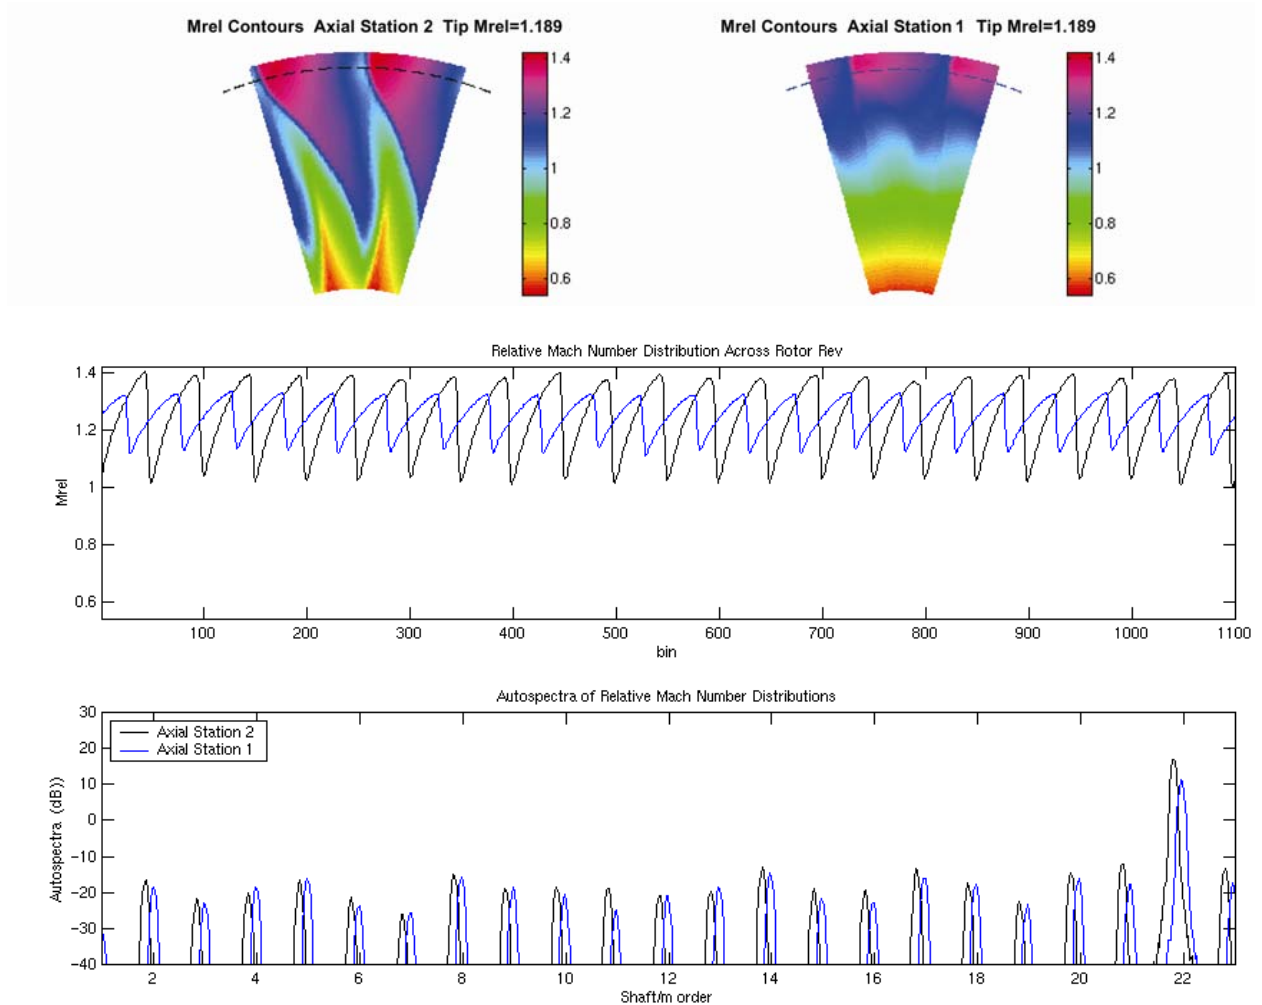 Mrel Contours Axial Station 2 Tip Mrel=1.189
1.4
1.2
1
0.8
0.6
Mrel Contours Axial Station 1 Tip Mrel=1.189
1.4
1.2
1
0.8
0.6
Relative Mach Number Distribution Across Rotor Rev
1.4
1.2
1
0.8
0.6
Mrel
100 200 300 400 500 600 700 800 900 1000 1100
bin
Autospectra of Relative Mach Number Distributions
30
20
10
0
−10
−20
−30
−40
Autospectra (dB))
Axial Station 2
Axial Station 1
2 4 6 8 10 12 14 16 18 20 22
Shaft/m order